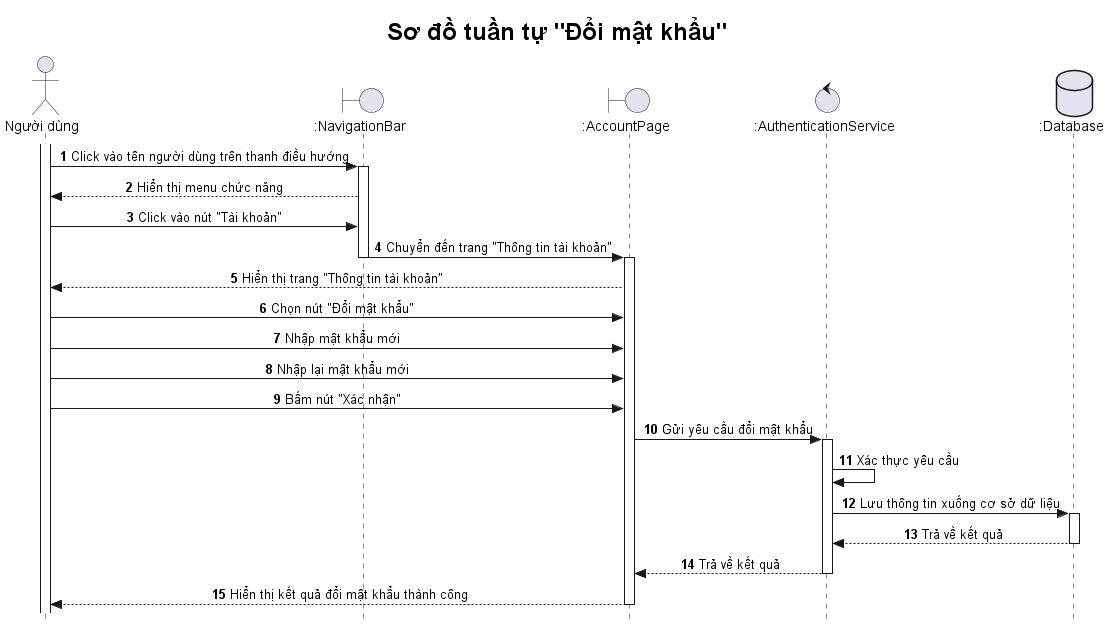 Sơ đồ tuần tự "Đổi mật khẩu"
Người dùng
:NavigationBar
:AccountPage
:AuthenticationService
:Database
1 Click vào tên người dùng trên thanh điều hướng
2 Hiển thị menu chức năng
3 Click vào nút "Tài khoản"
4 Chuyển đến trang "Thông tin tài khoản"
5 Hiển thị trang "Thông tin tài khoản"
6 Chọn nút "Đổi mật khẩu"
7 Nhập mật khẩu mới
8 Nhập lại mật khẩu mới
9 Bấm nút "Xác nhận"
10 Gửi yêu cầu đổi mật khẩu
11 Xác thực yêu cầu
12 Lưu thông tin xuống cơ sở dữ liệu
13 Trả về kết quả
14 Trả về kết quả
15 Hiển thị kết quả đổi mật khẩu thành công